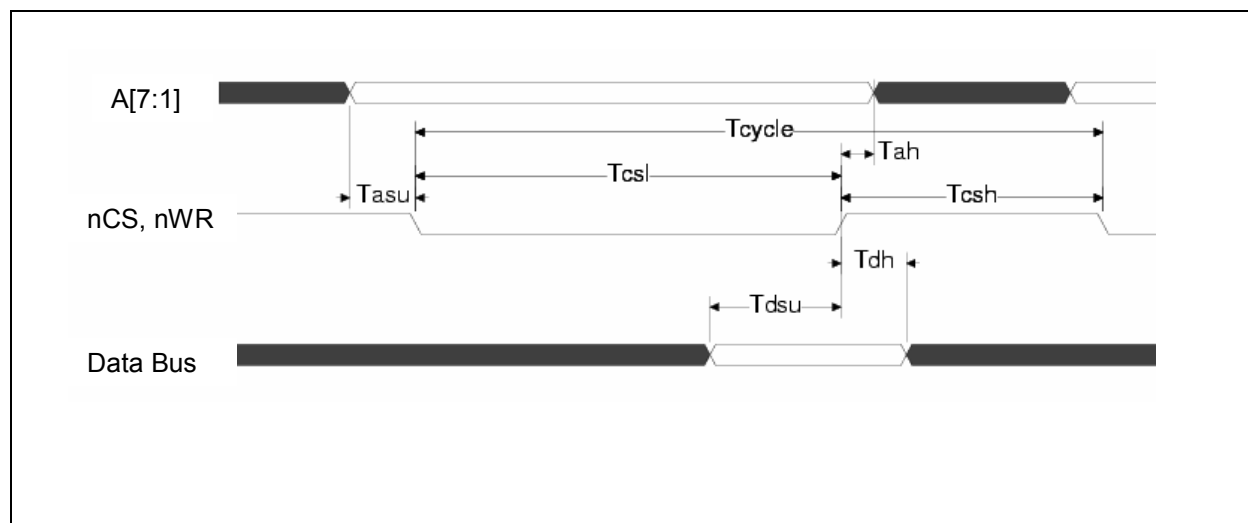 A[7:1]
Tcycle
Tah
Tcsl
Tasu
Tcsh
nCS, nWR
Tdh
Tdsu
Data Bus